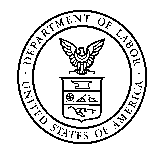 DEPARTMENT OF LABOR
UNITED STATES OF AMERICA